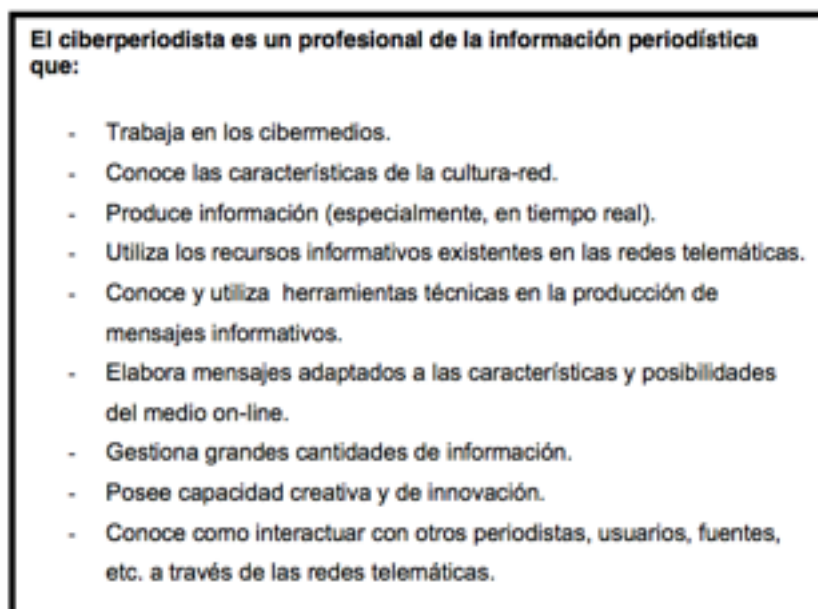 El ciberperiodista es un profesional de la información periodística
que:
- Trabaja en los cibermedios.
- Conoce las características de la cultura-red.
- Produce información (especialmente, en tiempo real).
- Utiliza los recursos informativos existentes en las redes telemáticas.
- Conoce y utiliza herramientas técnicas en la producción de
mensajes informativos.
- Elabora mensajes adaptados a las características y posibilidades
del medio on-line.
- Gestiona grandes cantidades de información.
- Posee capacidad creativa y de innovación.
- Conoce como interactuar con otros periodistas, usuarios, fuentes,
etc. a través de las redes telemáticas.